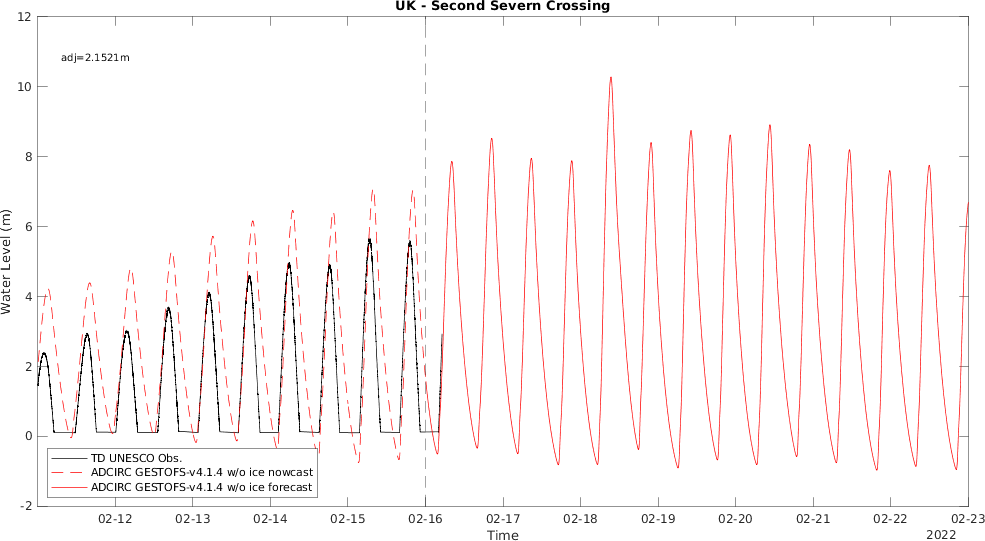 UK - Second Severn Crossing
adj=2.1521m
Water Level (m)
12
10
8
6
4
2
0
-2
TD UNESCO Obs.
ADCIRC GESTOFS-v4.1.4 w/o ice nowcast
ADCIRC GESTOFS-v4.1.4 w/o ice forecast
02-12 02-13 02-14 02-15 02-16 02-17 02-18 02-19 02-20 02-21 02-22 02-23
Time
2022